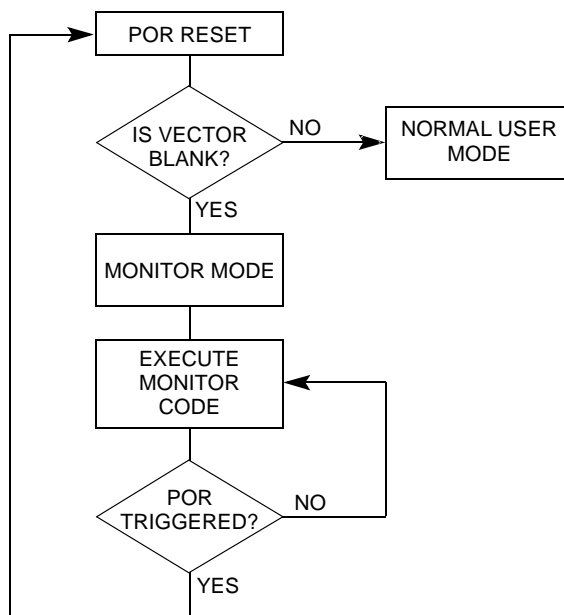 POR RESET
IS VECTOR
BLANK?
NO
NORMAL USER
MODE
YES
MONITOR MODE
EXECUTE
MONITOR
CODE
POR
TRIGGERED?
NO
YES